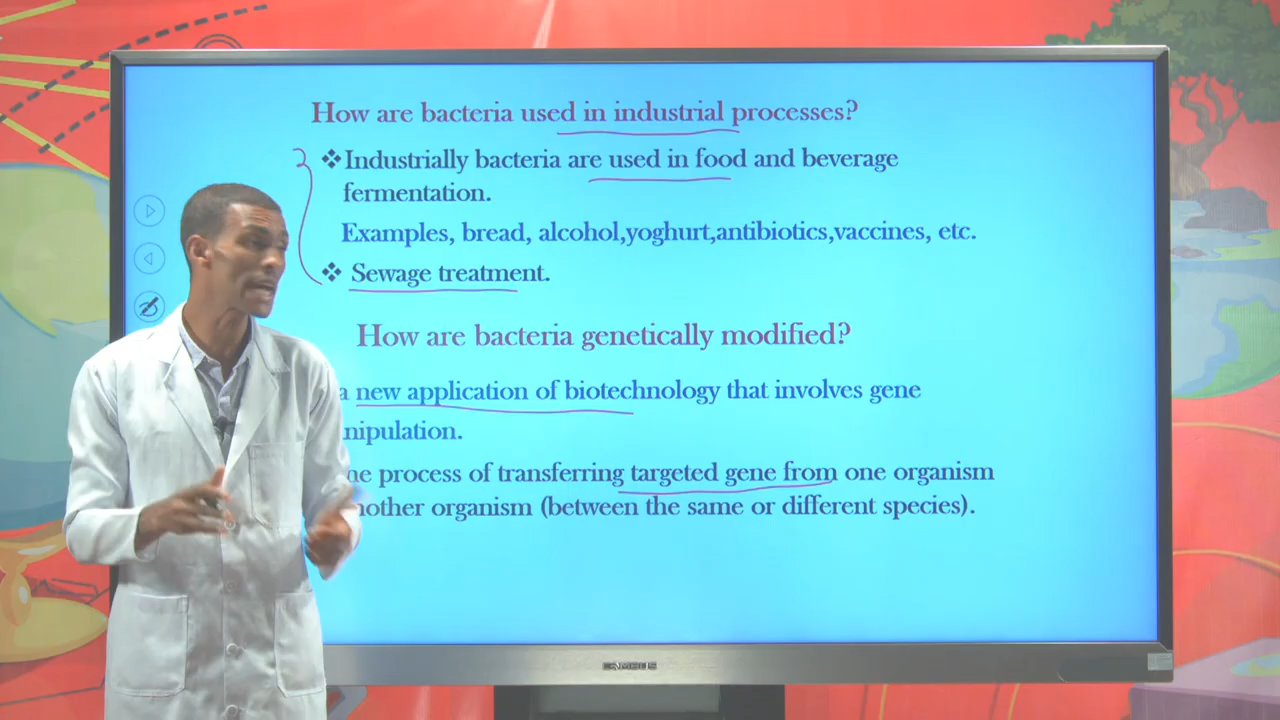 How are bacteria used in industrial processes?
❖Industrially bacteria are used in food and beverage
fermentation.
Examples, bread, alcohol,yoghurt,antibiotics,vaccines, etc.
❖ Sewage treatment.
How are bacteria genetically modified?
a new application of biotechnology that involves gene
nipulation.
process of transferring targeted gene from one organism
other organism (between the same or different species).